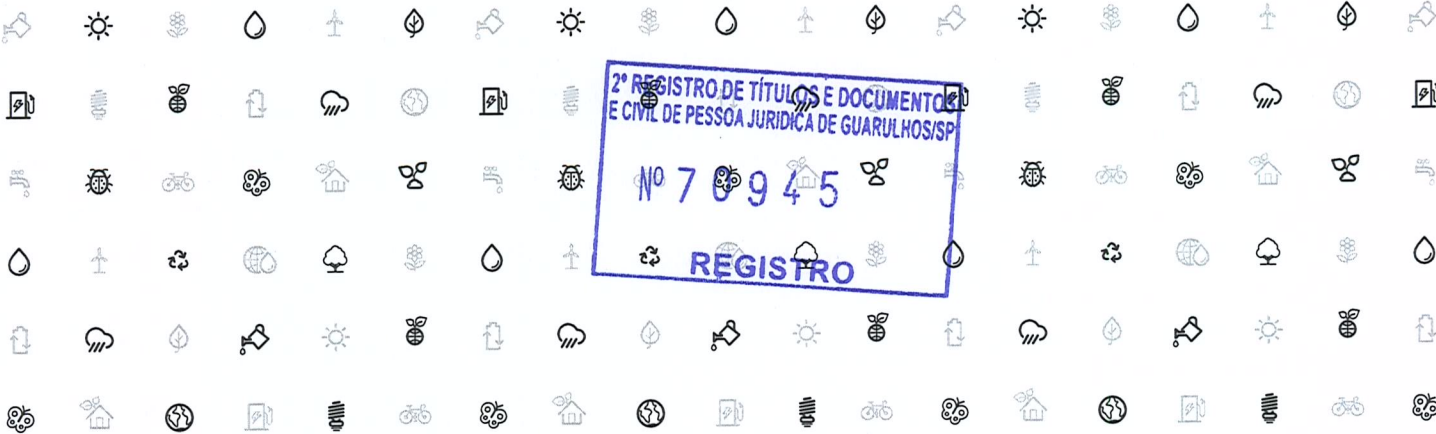 2º REGISTRO DE TÍTULOS E DOCUMENTOS
E CIVIL DE PESSOA JURIDICA DE GUARULHOS/SP
Nº 70945
REGISTRO